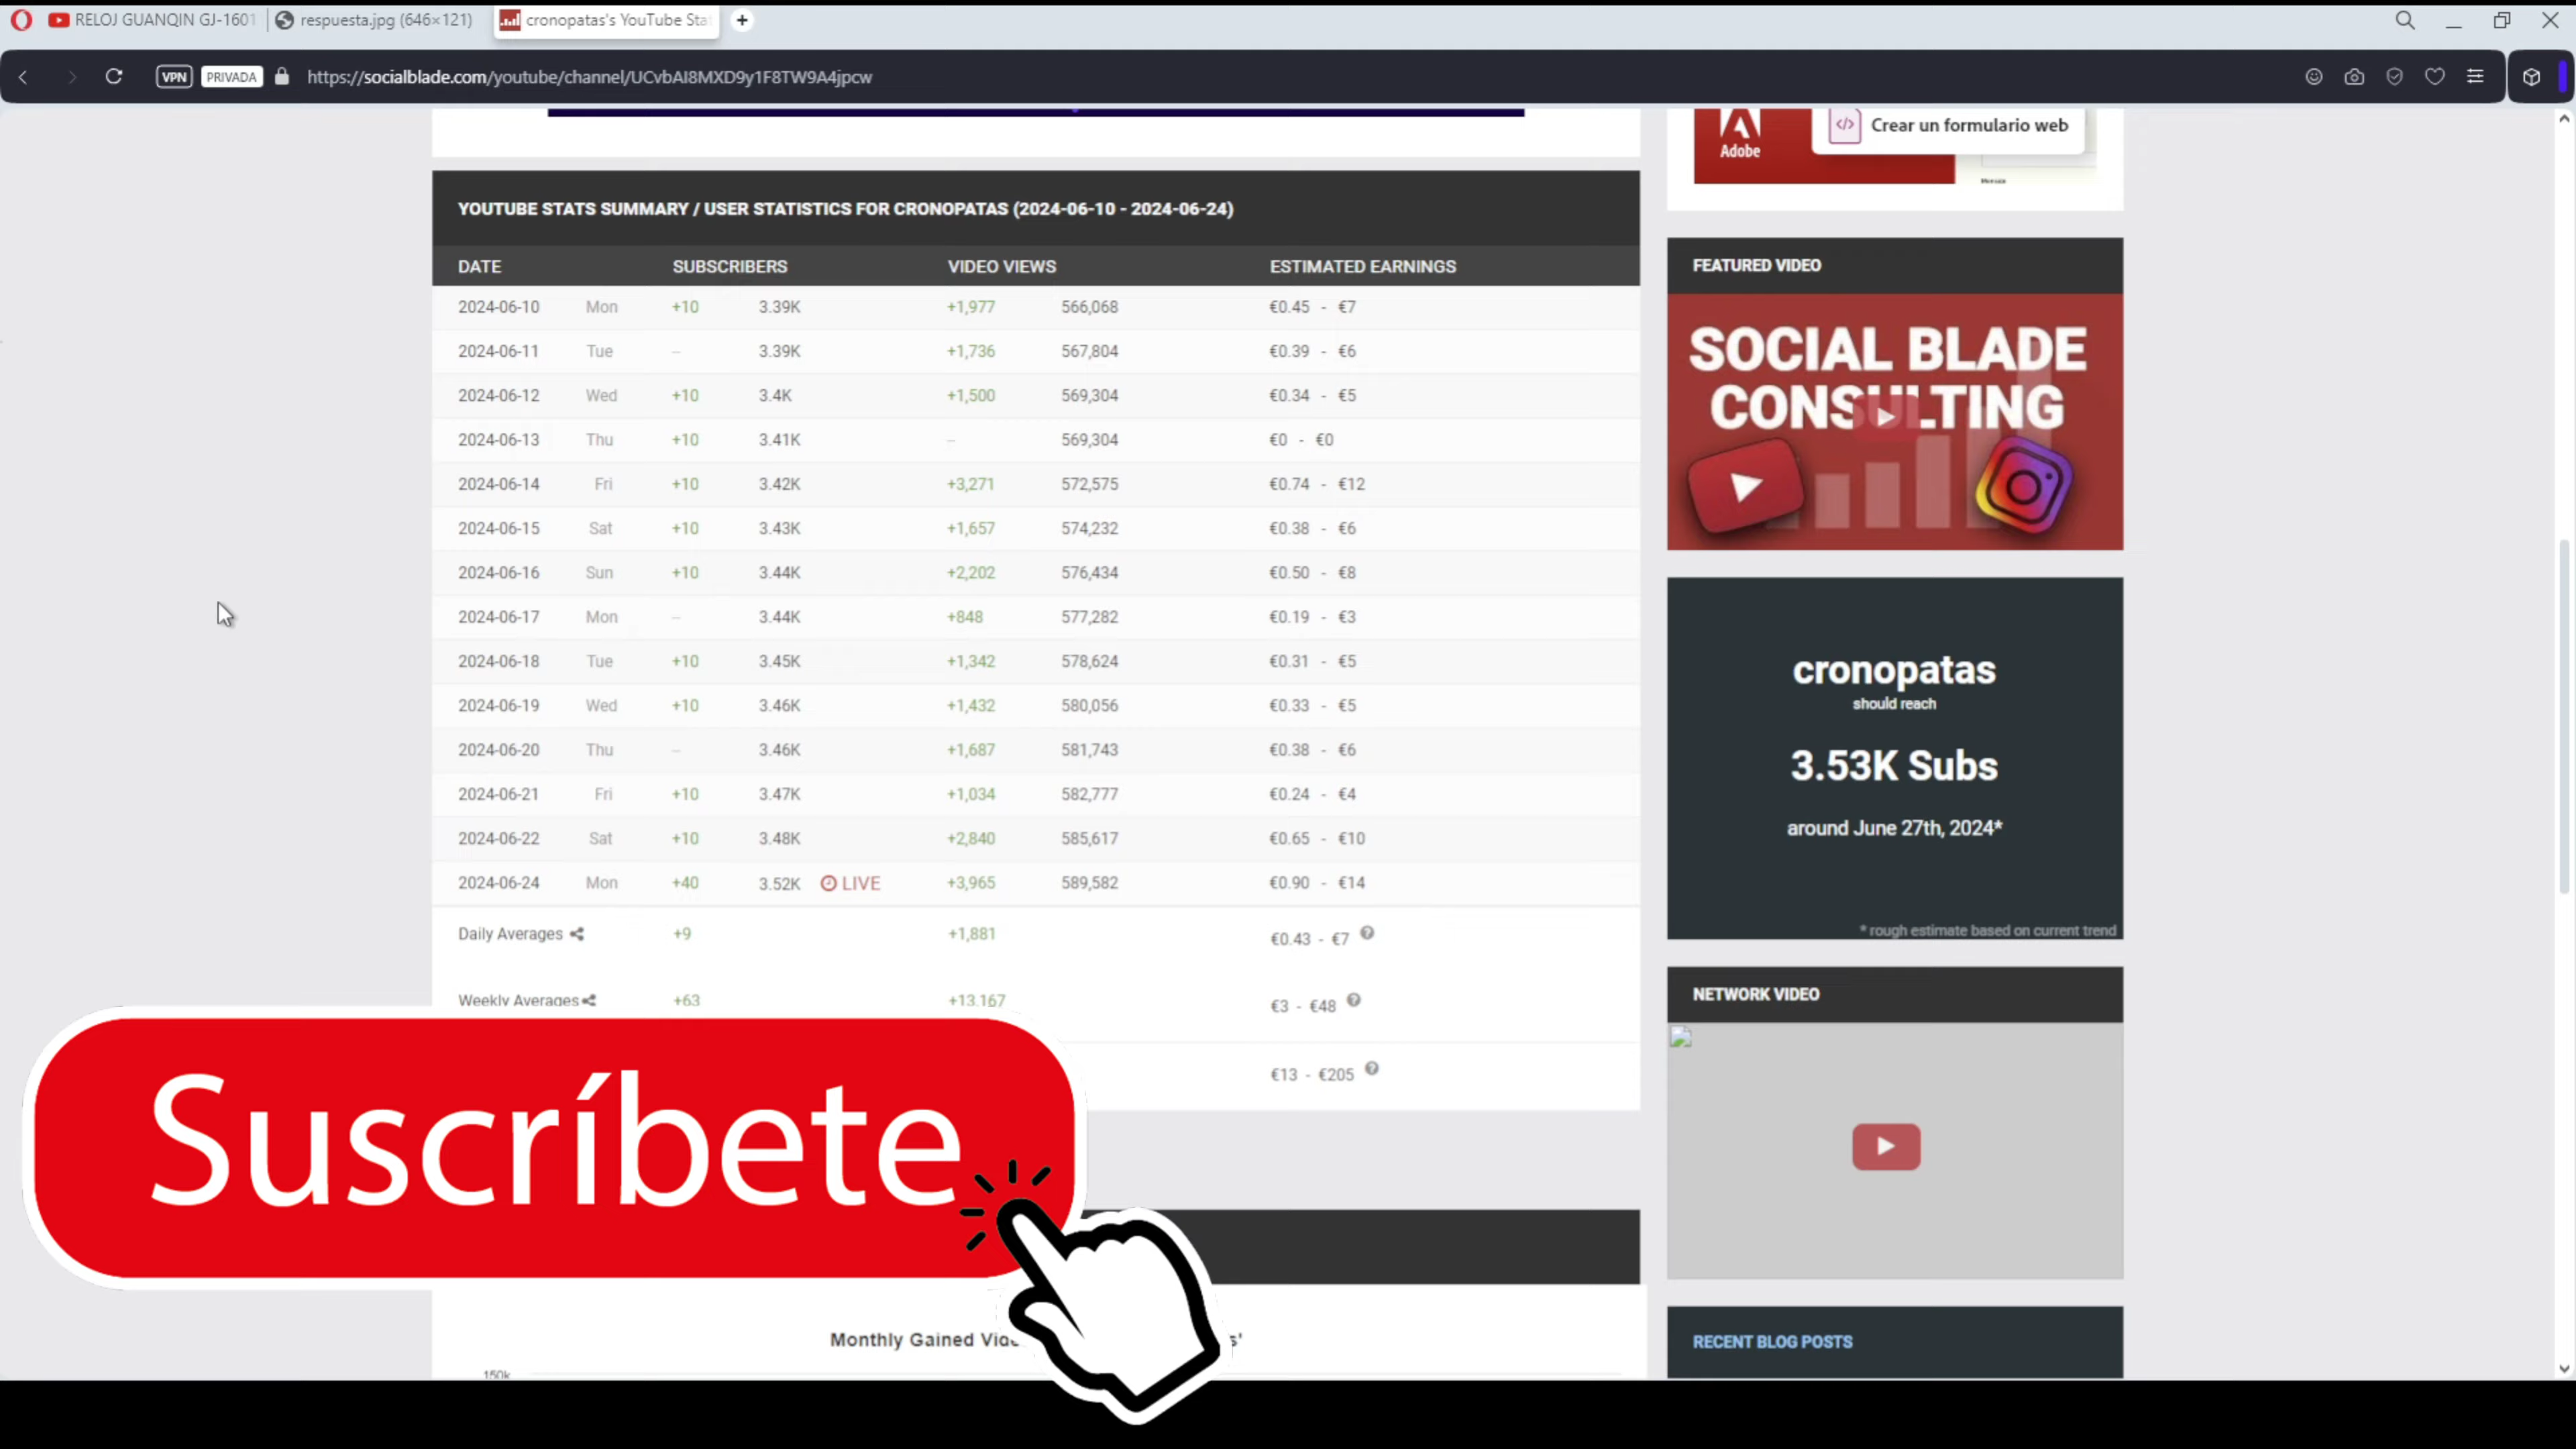 RELOJ GUANQIN GJ-1601
respuesta.jpg (646×121)
cronopatas's YouTube Sta
VPN PRIVADA https://socialblade.com/youtube/channel/UCvbAI8MXD9y1F8TW9A4jpcw
Adobe
Crear un formulario web
YOUTUBE STATS SUMMARY / USER STATISTICS FOR CRONOPATAS (2024-06-10 - 2024-06-24)
DATE SUBSCRIBERS VIDEO VIEWS ESTIMATED EARNINGS
2024-06-10 Mon +10 3.39K +1,977 566,068 €0.45 - €7
2024-06-11 Tue -- 3.39K +1,736 567,804 €0.39 - €6
2024-06-12 Wed +10 3.4K +1,500 569,304 €0.34 - €5
2024-06-13 Thu +10 3.41K -- 569,304 €0 - €0
2024-06-14 Fri +10 3.42K +3,271 572,575 €0.74 - €12
2024-06-15 Sat +10 3.43K +1,657 574,232 €0.38 - €6
2024-06-16 Sun +10 3.44K +2,202 576,434 €0.50 - €8
2024-06-17 Mon -- 3.44K +848 577,282 €0.19 - €3
2024-06-18 Tue +10 3.45K +1,342 578,624 €0.31 - €5
2024-06-19 Wed +10 3.46K +1,432 580,056 €0.33 - €5
2024-06-20 Thu -- 3.46K +1,687 581,743 €0.38 - €6
2024-06-21 Fri +10 3.47K +1,034 582,777 €0.24 - €4
2024-06-22 Sat +10 3.48K +2,840 585,617 €0.65 - €10
2024-06-24 Mon +40 3.52K LIVE +3,965 589,582 €0.90 - €14
Daily Averages +9 +1,881 €0.43 - €7
Weekly Averages +63 +13,167 €3 - €48
€13 - €205
Suscríbete
Monthly Gained Vid
s'
150k
FEATURED VIDEO
SOCIAL BLADE
CONSULTING
cronopatas
should reach
3.53K Subs
around June 27th, 2024*
* rough estimate based on current trend
NETWORK VIDEO
RECENT BLOG POSTS